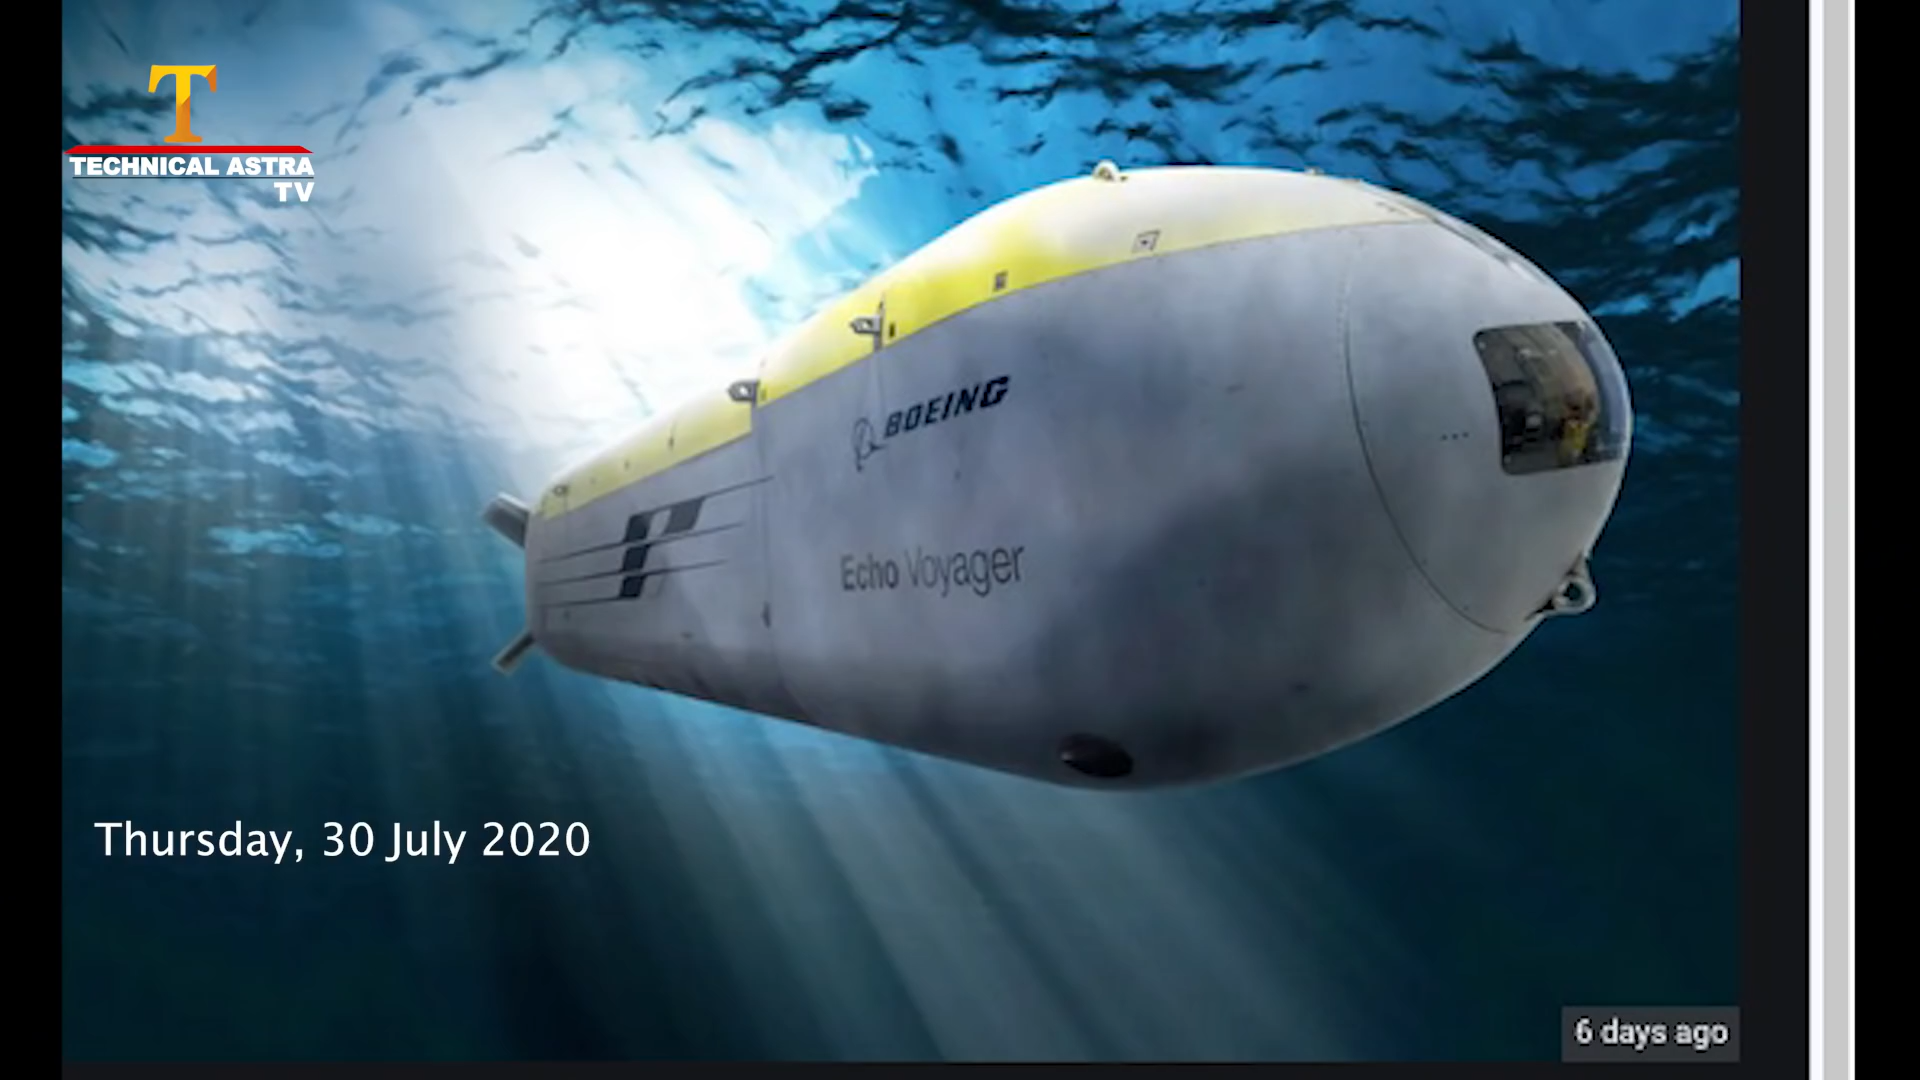 T
TECHNICAL ASTRA
TV
BOEING
Echo Voyager
Thursday, 30 July 2020
6 days ago